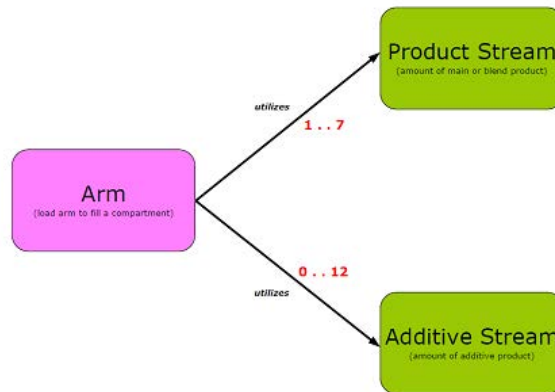 Product Stream
(amount of main or blend product)
utilizes
1 . . 7
Arm
(load arm to fill a compartment)
0 . . 12
utilizes
Additive Stream
(amount of additive product)